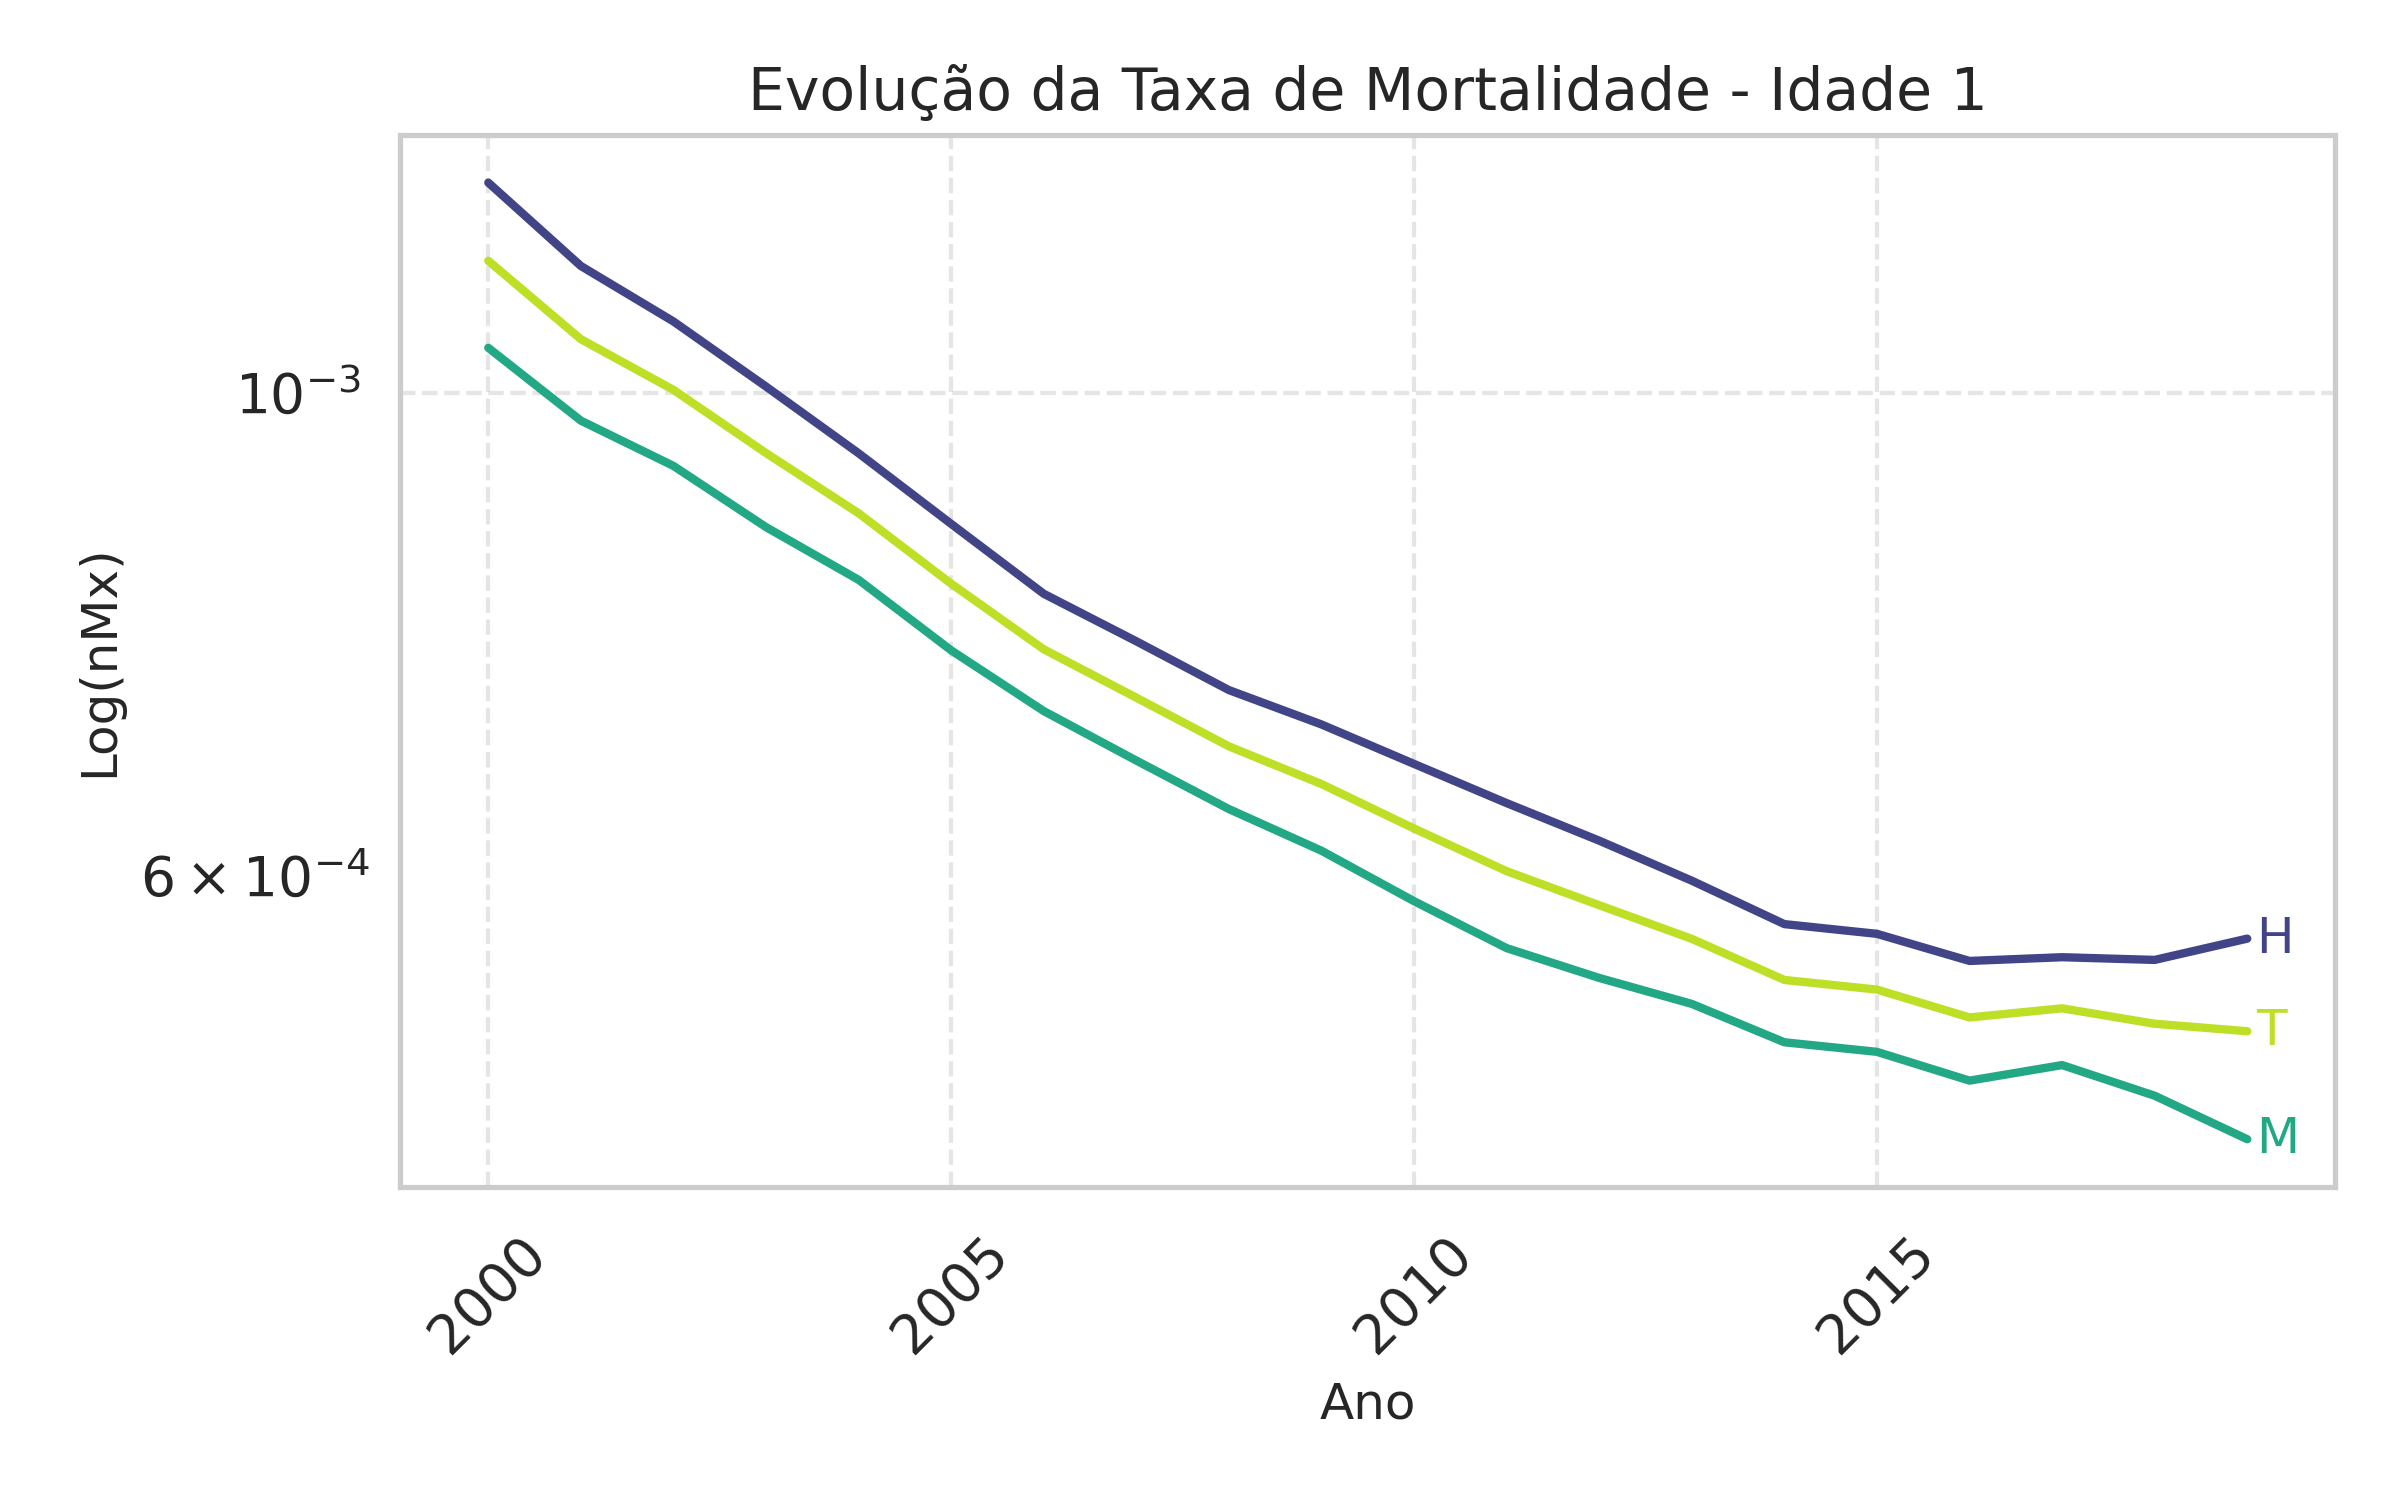 Evolução da Taxa de Mortalidade - Idade 1
Log(nMx)
10⁻³
6 × 10⁻⁴
H
T
M
2000
2005
2010
2015
Ano